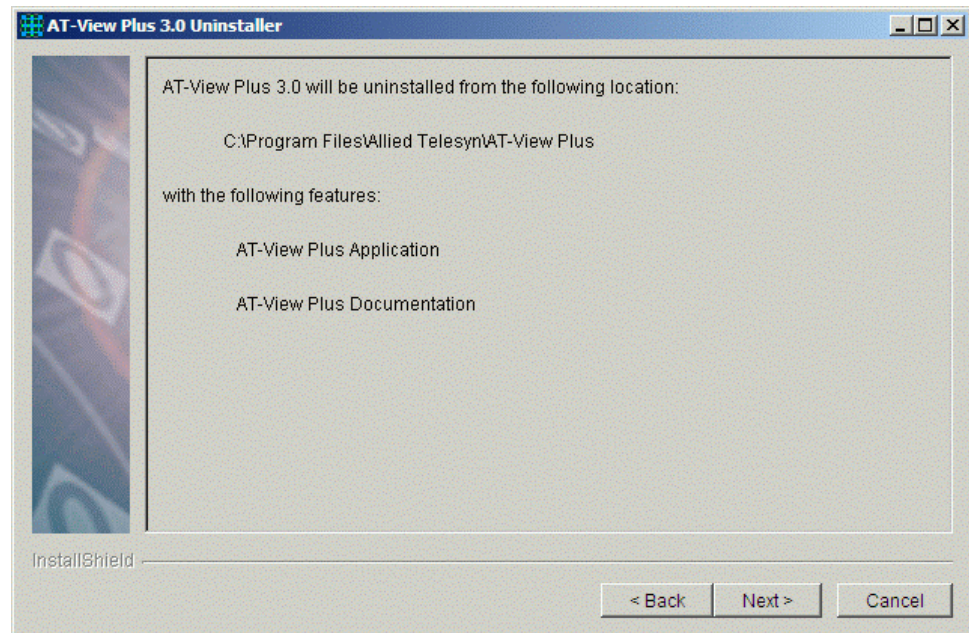 AT-View Plus 3.0 Uninstaller
AT-View Plus 3.0 will be uninstalled from the following location:
C:\Program Files\Allied Telesyn\AT-View Plus
with the following features:
AT-View Plus Application
AT-View Plus Documentation
InstallShield
< Back
Next >
Cancel